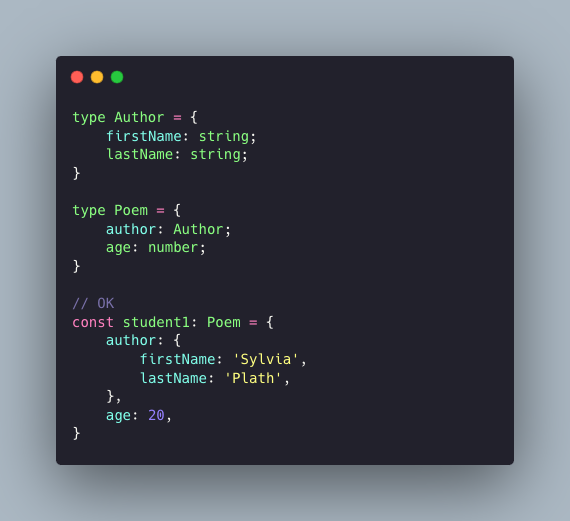 type Author = {
    firstName: string;
    lastName: string;
}

type Poem = {
    author: Author;
    age: number;
}

// OK
const student1: Poem = {
    author: {
        firstName: 'Sylvia',
        lastName: 'Plath',
    },
    age: 20,
}